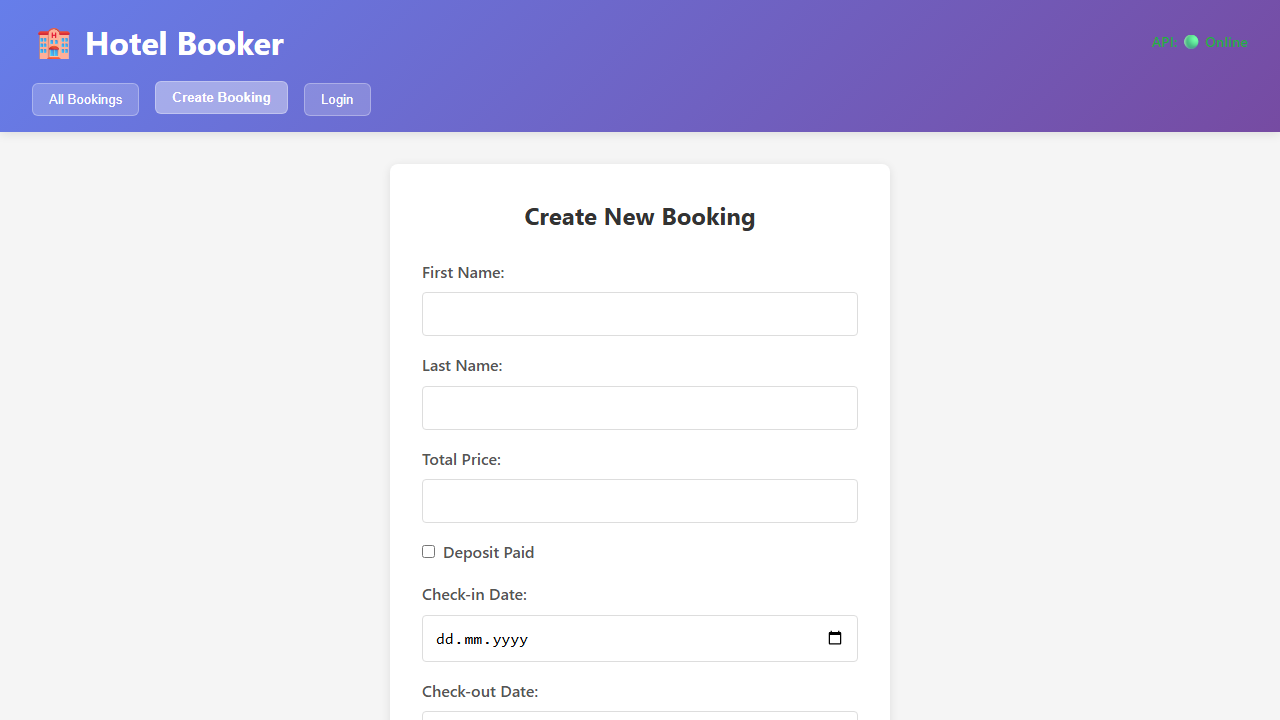 Hotel Booker
API: Online
All Bookings
Create Booking
Login
Create New Booking
First Name:
Last Name:
Total Price:
Deposit Paid
Check-in Date:
dd.mm.yyyy
Check-out Date: